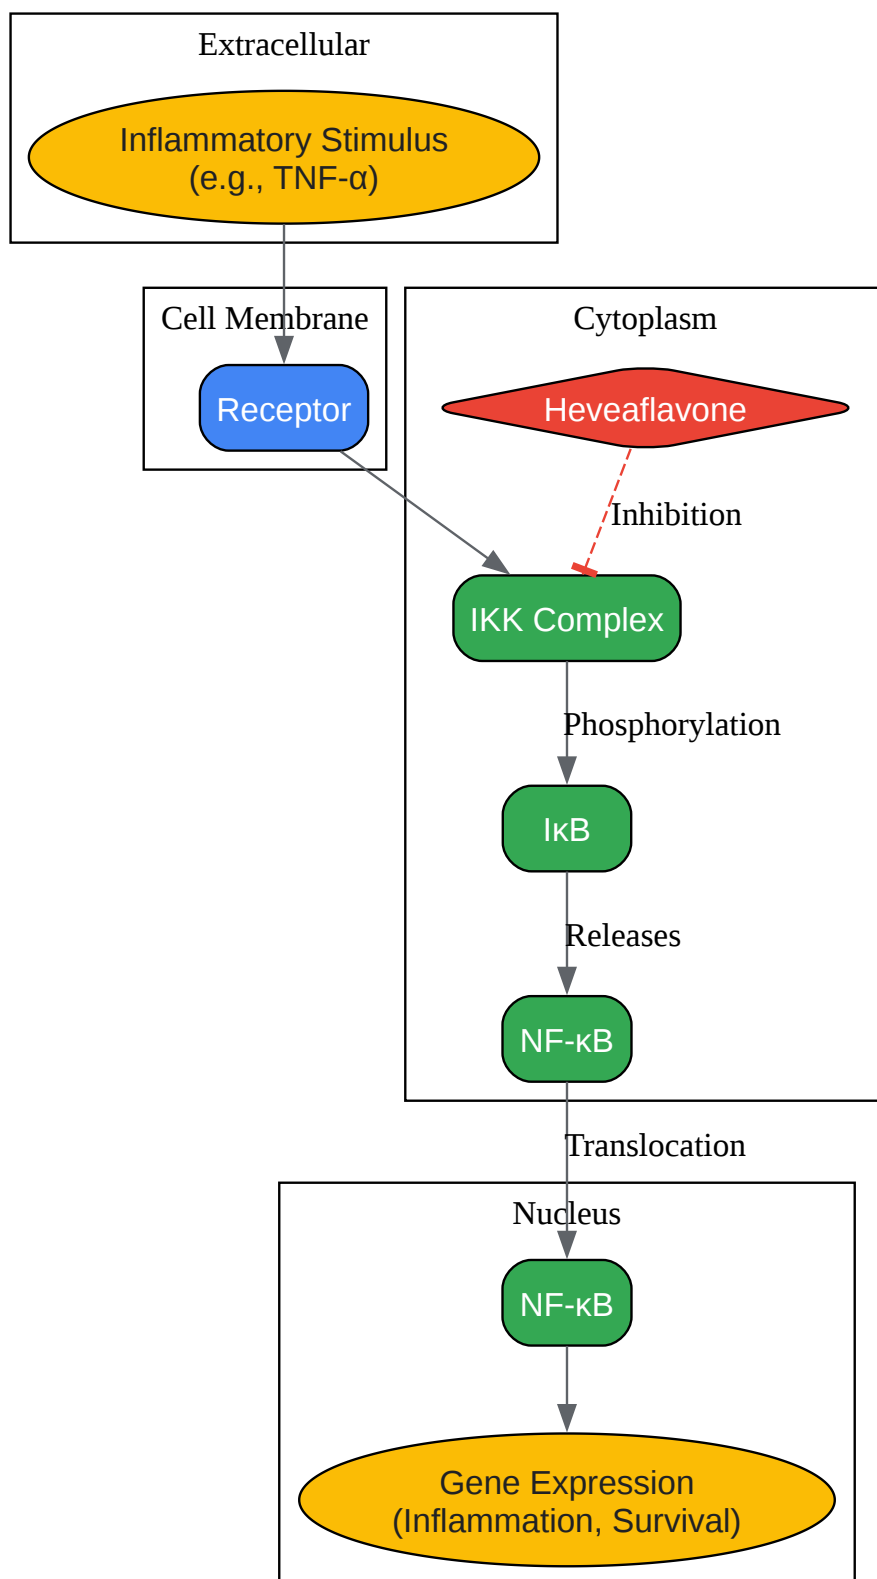 Extracellular
Inflammatory Stimulus
(e.g., TNF-α)
Cell Membrane
Receptor
Cytoplasm
Heveaflavone
Inhibition
IKK Complex
Phosphorylation
IκB
Releases
NF-κB
Translocation
Nucleus
NF-κB
Gene Expression
(Inflammation, Survival)